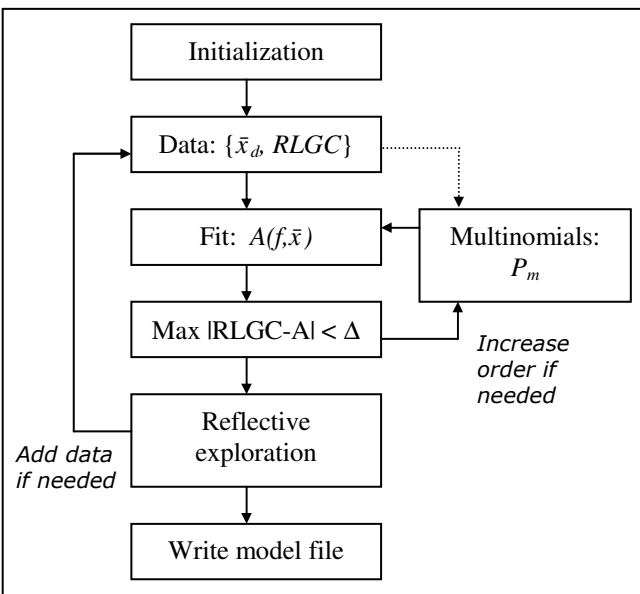 Initialization
Data: {x̄d, RLGC}
Fit: A(f,x̄)
Multinomials:
Pm
Max |RLGC-A| < Δ
Increase
order if
needed
Reflective
exploration
Add data
if needed
Write model file